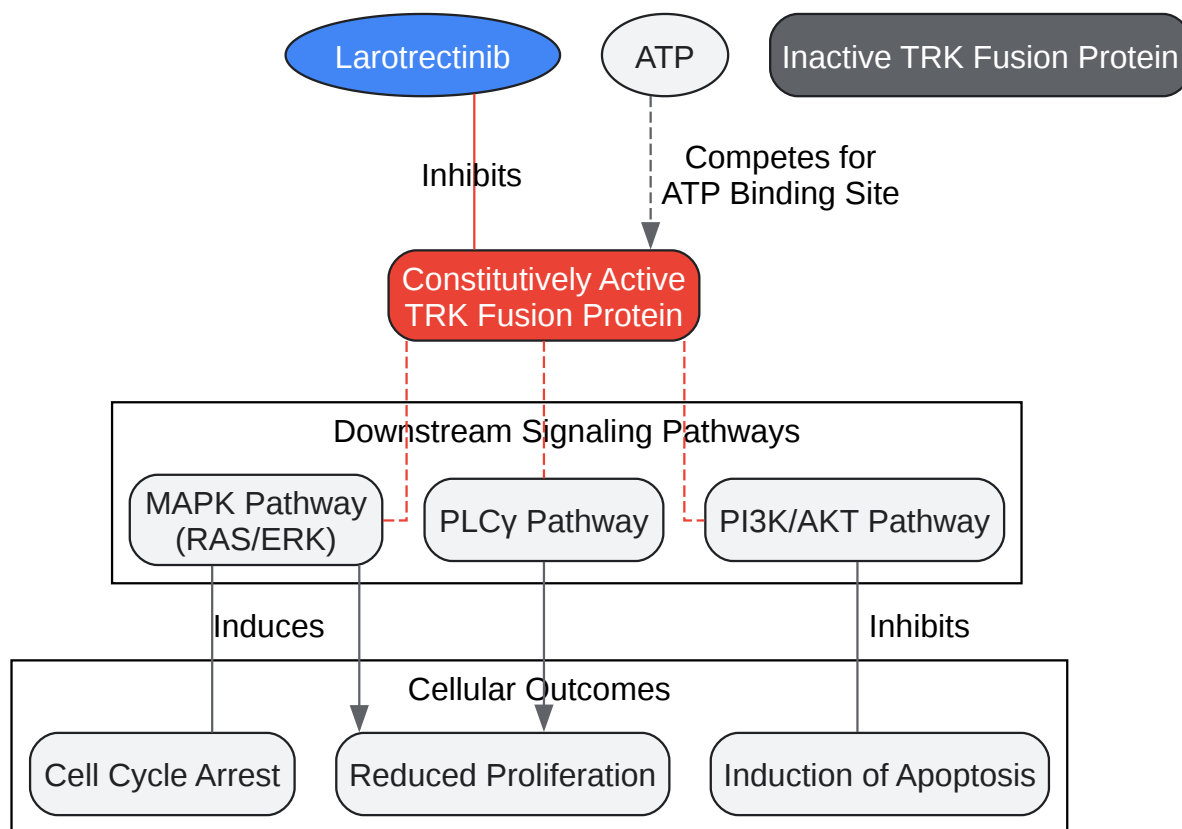 Larotrectinib
ATP
Inactive TRK Fusion Protein
Inhibits
Competes for
ATP Binding Site
Constitutively Active
TRK Fusion Protein
Downstream Signaling Pathways
MAPK Pathway
(RAS/ERK)
PLCγ Pathway
PI3K/AKT Pathway
Induces
Inhibits
Cellular Outcomes
Cell Cycle Arrest
Reduced Proliferation
Induction of Apoptosis